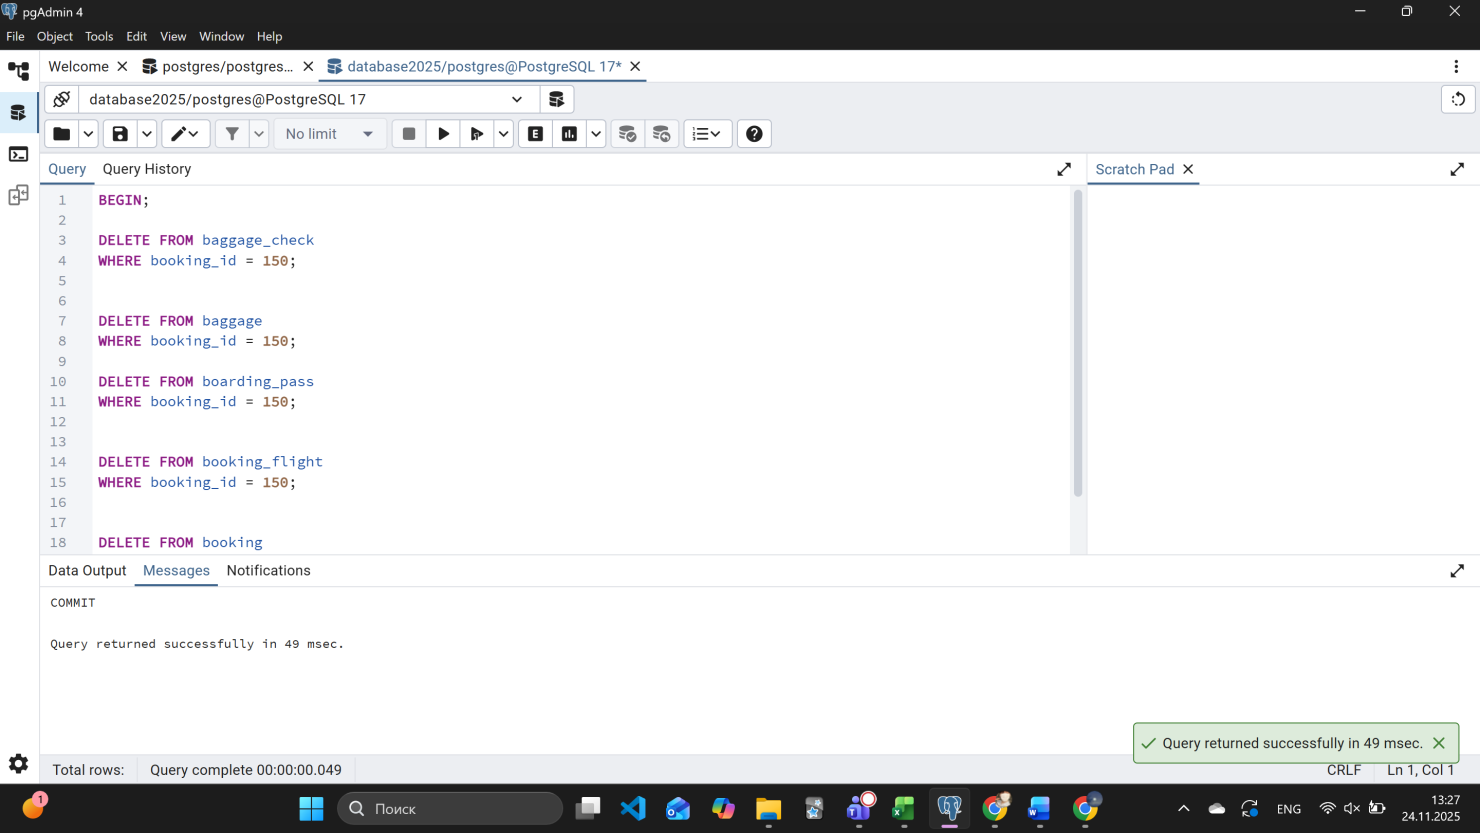 pgAdmin 4
File Object Tools Edit View Window Help
Welcome postgres/postgres... database2025/postgres@PostgreSQL 17*
database2025/postgres@PostgreSQL 17
No limit
Query Query History
Scratch Pad
1 BEGIN;
2
3 DELETE FROM baggage_check
4 WHERE booking_id = 150;
5
6
7 DELETE FROM baggage
8 WHERE booking_id = 150;
9
10 DELETE FROM boarding_pass
11 WHERE booking_id = 150;
12
13
14 DELETE FROM booking_flight
15 WHERE booking_id = 150;
16
17
18 DELETE FROM booking
Data Output Messages Notifications
COMMIT
Query returned successfully in 49 msec.
Query returned successfully in 49 msec.
Total rows: Query complete 00:00:00.049
CRLF Ln 1, Col 1
1
Поиск
ENG
13:27
24.11.2025